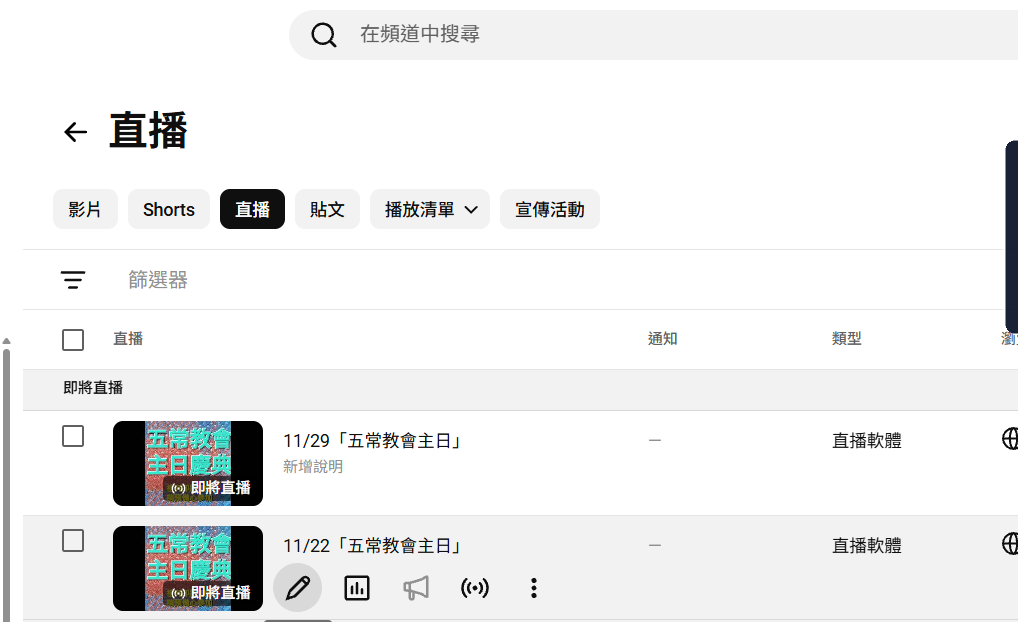 在頻道中搜尋
直播
影片 Shorts 直播 貼文 播放清單 宣傳活動
篩選器
直播 通知 類型
即將直播
五常教會
主日慶典
即將直播
11/29「五常教會主日」 — 直播軟體
新增說明
五常教會
主日慶典
即將直播
11/22「五常教會主日」 — 直播軟體